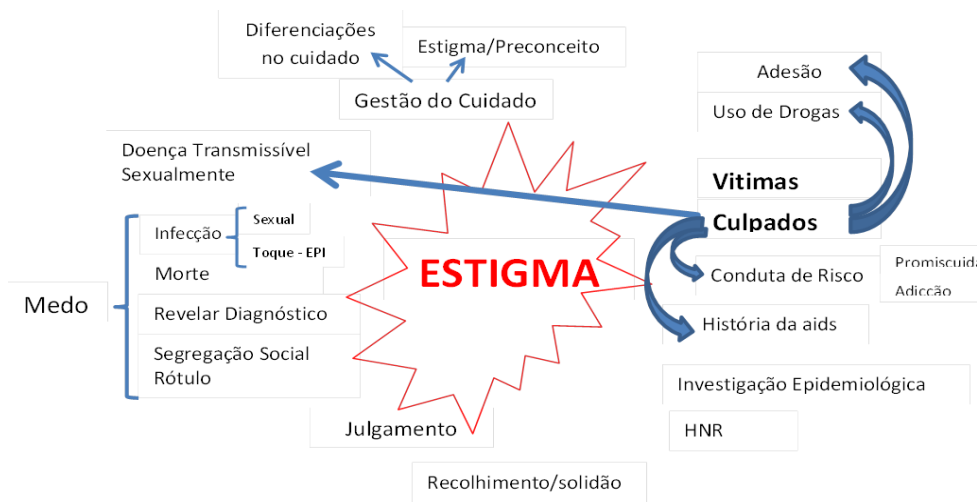 Diferenciações
no cuidado
Estigma/Preconceito
Gestão do Cuidado
Adesão
Uso de Drogas
Doença Transmissível
Sexualmente
Vitimas
Culpados
Sexual
Infecção
Toque - EPI
Morte
Medo
Revelar Diagnóstico
Segregação Social
Rótulo
ESTIGMA
Conduta de Risco
Promiscuida
Adicção
História da aids
Investigação Epidemiológica
HNR
Julgamento
Recolhimento/solidão